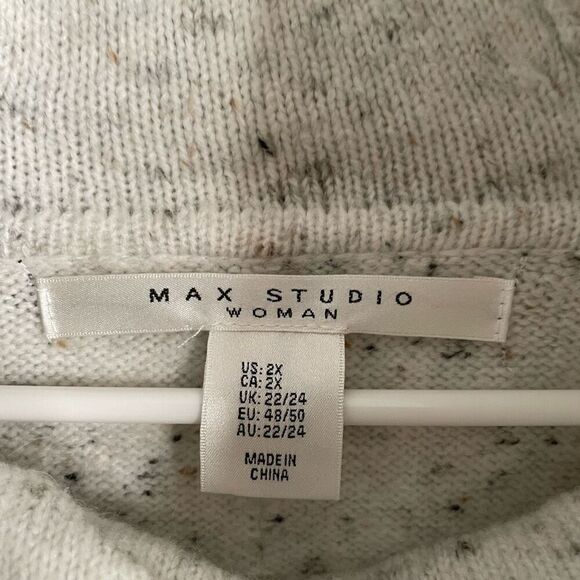 MAX STUDIO
WOMAN
US: 2X
CA: 2X
UK: 22/24
EU: 48/50
AU: 22/24
MADE IN
CHINA